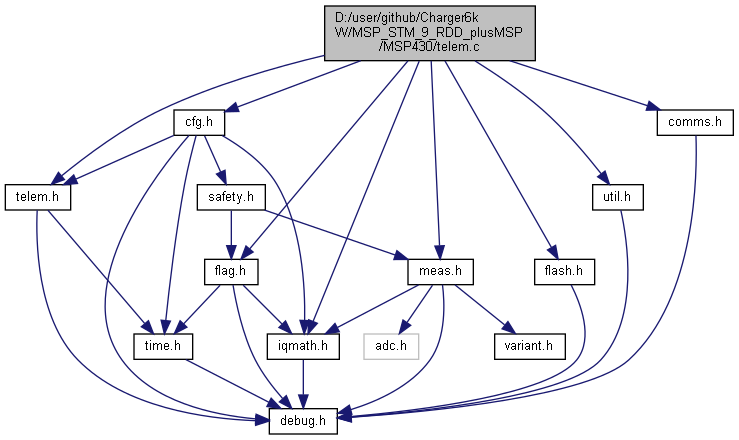 D:/user/github/Charger6k
W/MSP_STM_9_RDD_plusMSP
/MSP430/telem.c
cfg.h
comms.h
telem.h
safety.h
util.h
flag.h
meas.h
flash.h
time.h
iqmath.h
adc.h
variant.h
debug.h